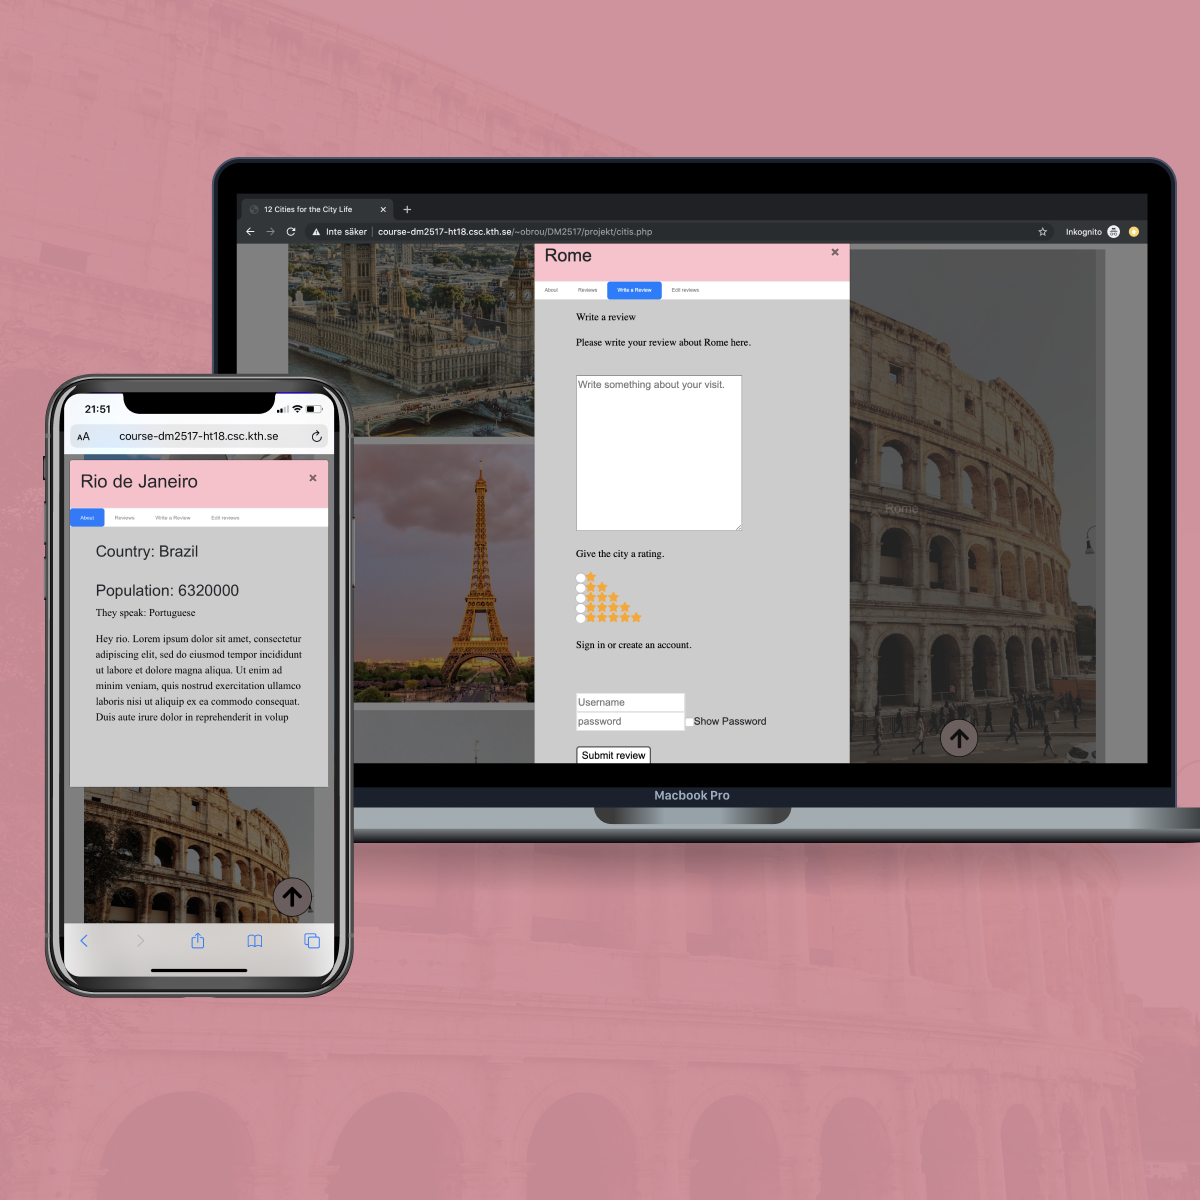 12 Cities for the City Life
Inte säker
course-dm2517-ht18.csc.kth.se/~obrou/DM2517/projekt/citis.php
Inkognito
Rome
About
Reviews
Write a Review
Edit reviews
Write a review
Please write your review about Rome here.
Write something about your visit.
Give the city a rating.
Sign in or create an account.
Username
password
Show Password
Submit review
Rome
Macbook Pro
21:51
AA
course-dm2517-ht18.csc.kth.se
Rio de Janeiro
About
Reviews
Write a Review
Edit reviews
Country: Brazil
Population: 6320000
They speak: Portuguese
Hey rio. Lorem ipsum dolor sit amet, consectetur
adipiscing elit, sed do eiusmod tempor incididunt
ut labore et dolore magna aliqua. Ut enim ad
minim veniam, quis nostrud exercitation ullamco
laboris nisi ut aliquip ex ea commodo consequat.
Duis aute irure dolor in reprehenderit in volup